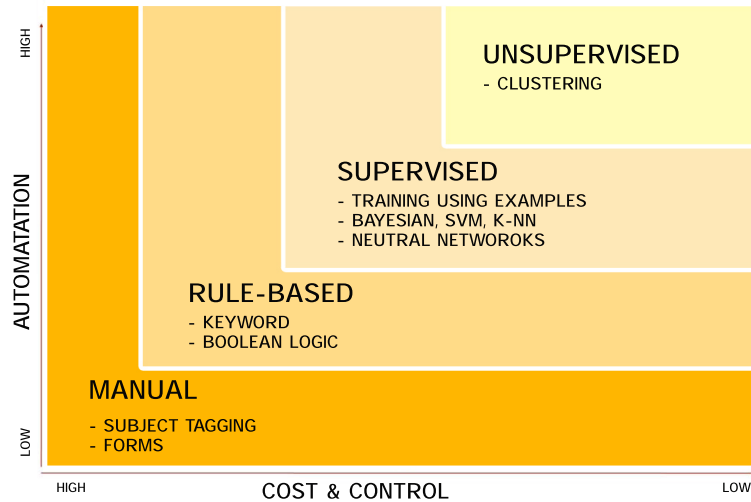 HIGH
AUTOMATATION
LOW
UNSUPERVISED
- CLUSTERING
SUPERVISED
- TRAINING USING EXAMPLES
- BAYESIAN, SVM, K-NN
- NEUTRAL NETWOROKS
RULE-BASED
- KEYWORD
- BOOLEAN LOGIC
MANUAL
- SUBJECT TAGGING
- FORMS
HIGH
COST & CONTROL
LOW